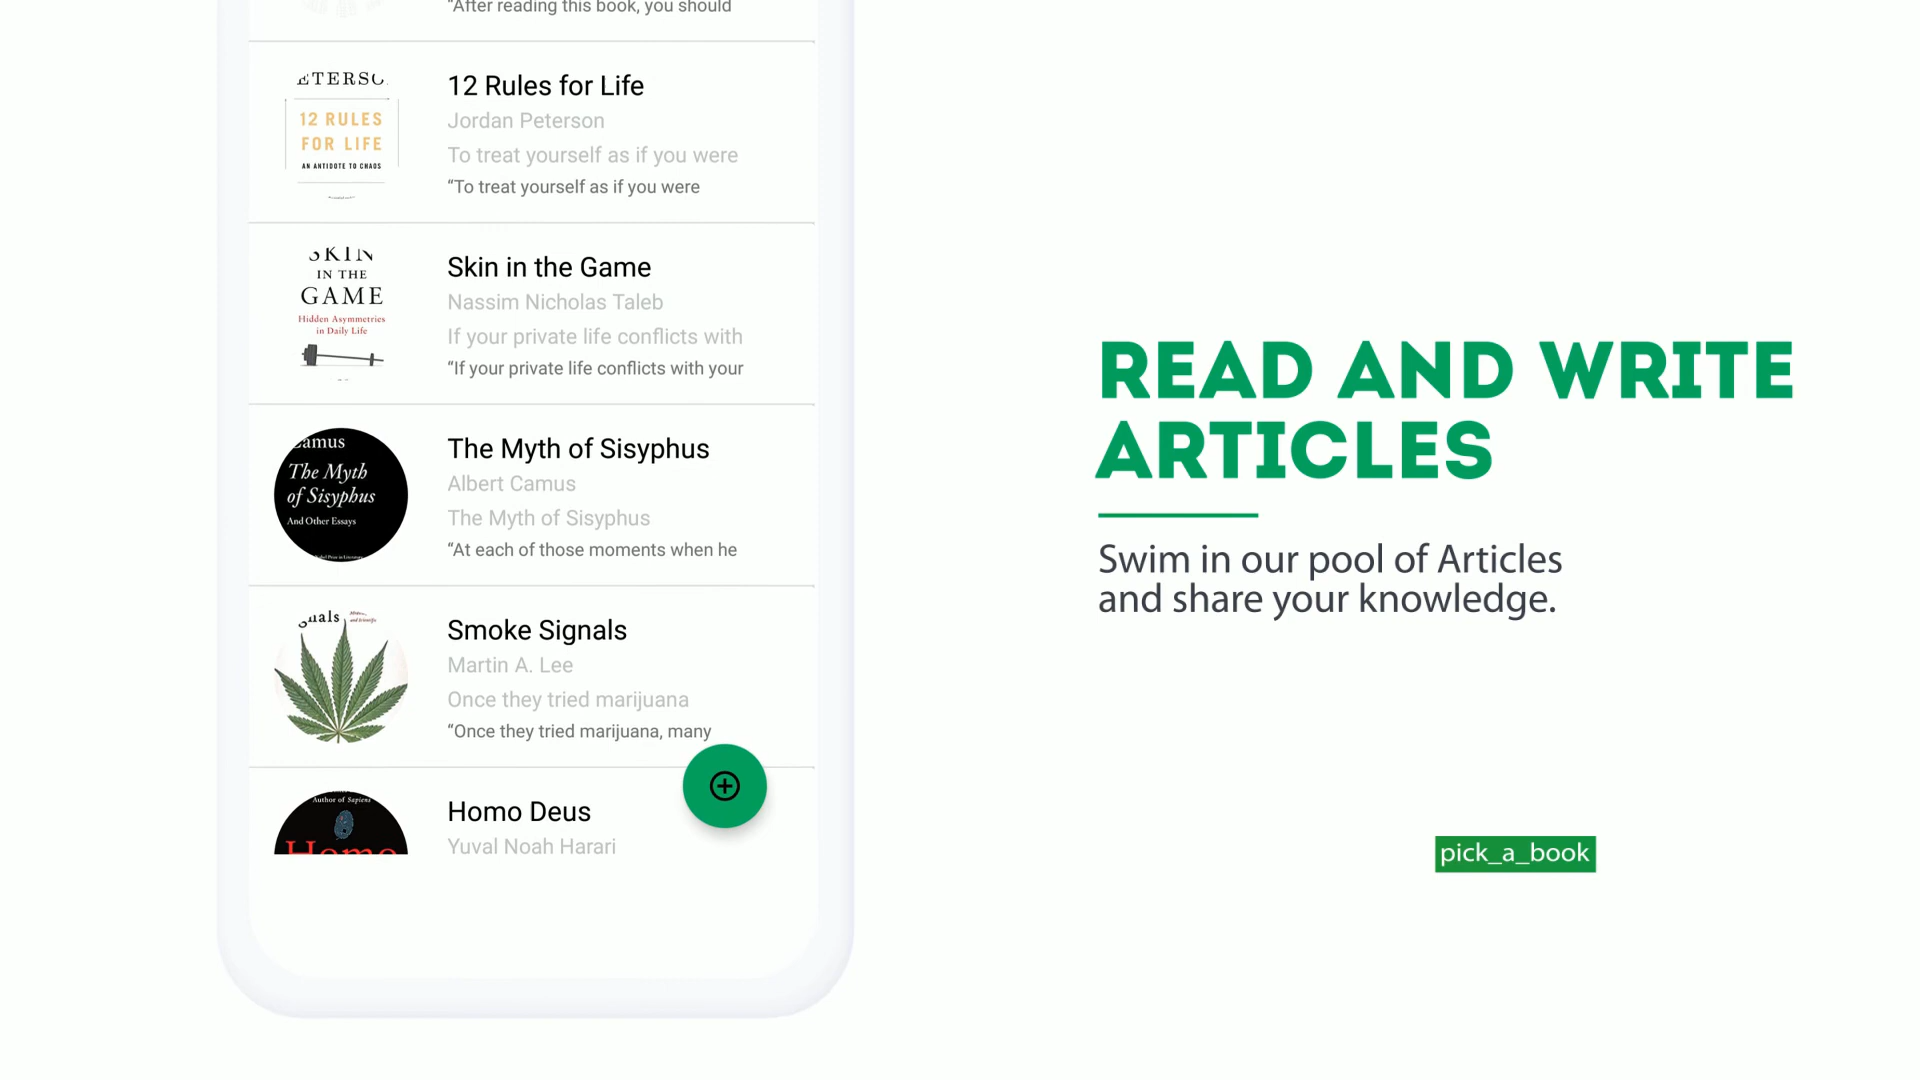 “After reading this book, you should
ETERSO
12 RULES
FOR LIFE
AN ANTIDOTE TO CHAOS
12 Rules for Life
Jordan Peterson
To treat yourself as if you were
“To treat yourself as if you were
SKIN
IN THE
GAME
Hidden Asymmetries
in Daily Life
Skin in the Game
Nassim Nicholas Taleb
If your private life conflicts with
“If your private life conflicts with your
Camus
The Myth
of Sisyphus
And Other Essays
The Myth of Sisyphus
Albert Camus
The Myth of Sisyphus
“At each of those moments when he
gnals
Smoke Signals
Martin A. Lee
Once they tried marijuana
“Once they tried marijuana, many
Author of Sapiens
Homo
Homo Deus
Yuval Noah Harari
READ AND WRITE
ARTICLES
Swim in our pool of Articles
and share your knowledge.
pick_a_book